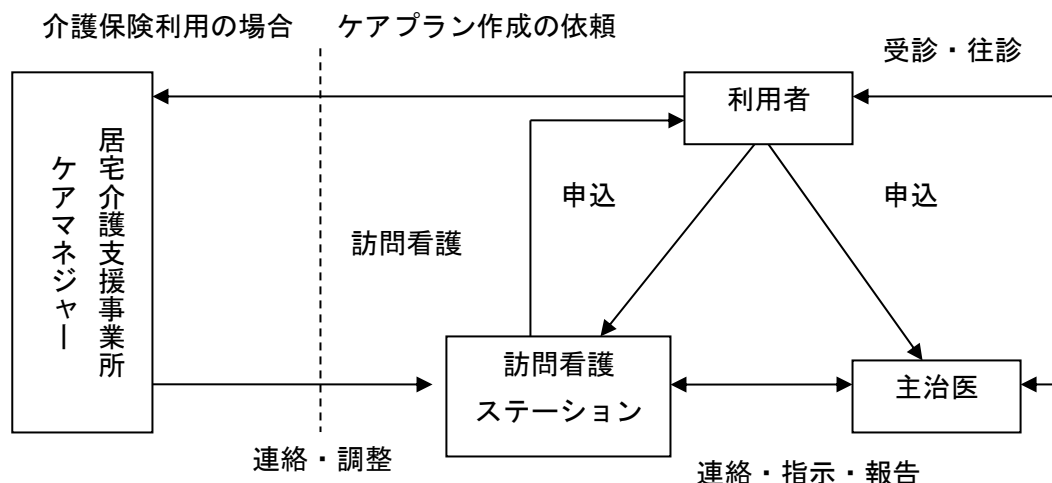 介護保険利用の場合
ケアプラン作成の依頼
受診・往診
利用者
居宅介護支援事業所
ケアマネジャー
申込
申込
訪問看護
訪問看護
ステーション
主治医
連絡・調整
連絡・指示・報告